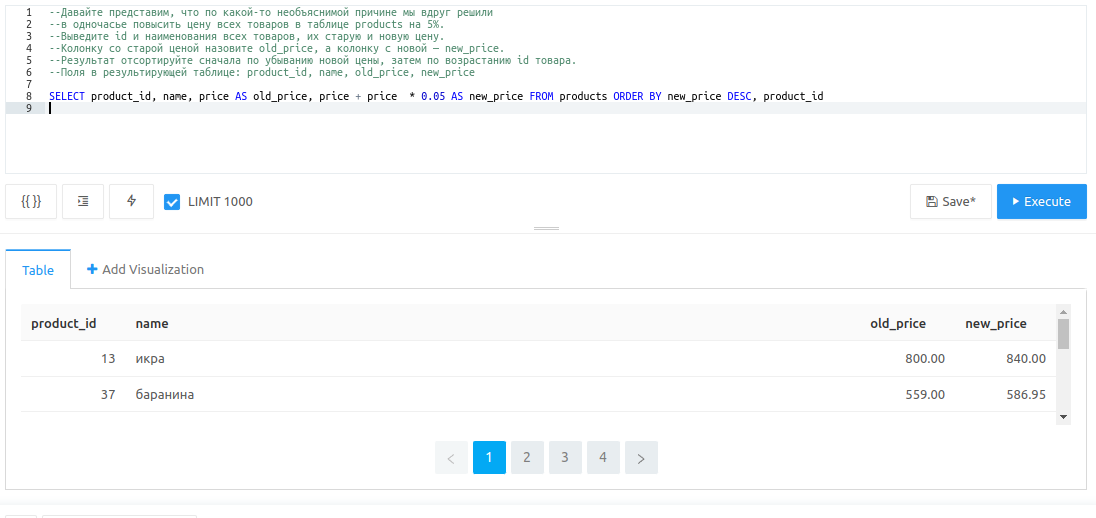 1 --Давайте представим, что по какой-то необъяснимой причине мы вдруг решили
2 --в одночасье повысить цену всех товаров в таблице products на 5%.
3 --Выведите id и наименования всех товаров, их старую и новую цену.
4 --Колонку со старой ценой назовите old_price, а колонку с новой — new_price.
5 --Результат отсортируйте сначала по убыванию новой цены, затем по возрастанию id товара.
6 --Поля в результирующей таблице: product_id, name, old_price, new_price
7
8 SELECT product_id, name, price AS old_price, price + price  * 0.05 AS new_price FROM products ORDER BY new_price DESC, product_id
9
{{ }} LIMIT 1000 Save* Execute
Table + Add Visualization
product_id name old_price new_price
13 икра 800.00 840.00
37 баранина 559.00 586.95
< 1 2 3 4 >